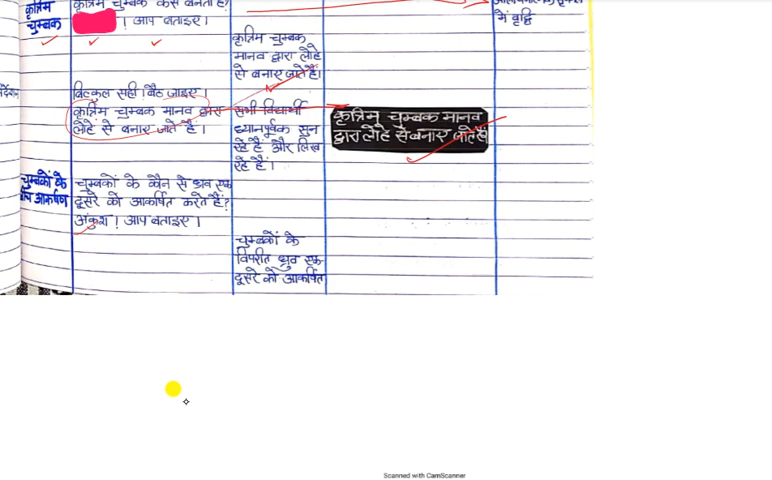 कृत्रिम
चुम्बक
कृत्रिम चुम्बक कैसे बनता है?
! आप बताइए।
में वृद्धि
कृत्रिम चुम्बक
मानव द्वारा लोहे
से बनाए जाते हैं।
बिल्कुल सही। बैठ जाइए।
कृत्रिम चुम्बक मानव द्वारा
लोहे से बनाए जाते हैं।
सभी विद्यार्थी
ध्यानपूर्वक सुन
रहे हैं और लिख
रहे हैं।
कृत्रिम चुम्बक मानव
द्वारा लोहे से बनाए जाते हैं
चुम्बकों के
आकर्षण
चुम्बकों के कौन से ध्रुव एक
दूसरे को आकर्षित करते हैं?
अंकुश! आप बताइए।
चुम्बकों के
विपरीत ध्रुव एक
दूसरे को आकर्षित
Scanned with CamScanner